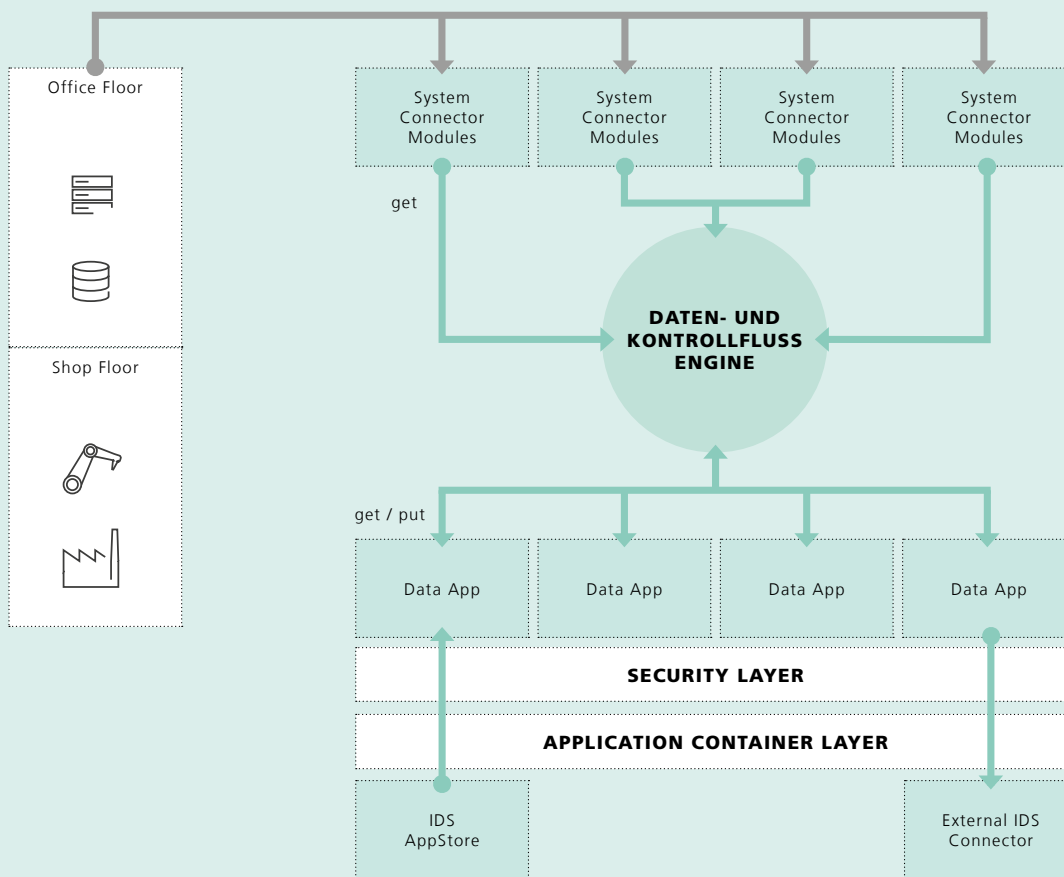 Office Floor
System
Connector
Modules
System
Connector
Modules
System
Connector
Modules
System
Connector
Modules
get
DATEN- UND
KONTROLLFLUSS
ENGINE
Shop Floor
get / put
Data App
Data App
Data App
Data App
SECURITY LAYER
APPLICATION CONTAINER LAYER
IDS
AppStore
External IDS
Connector